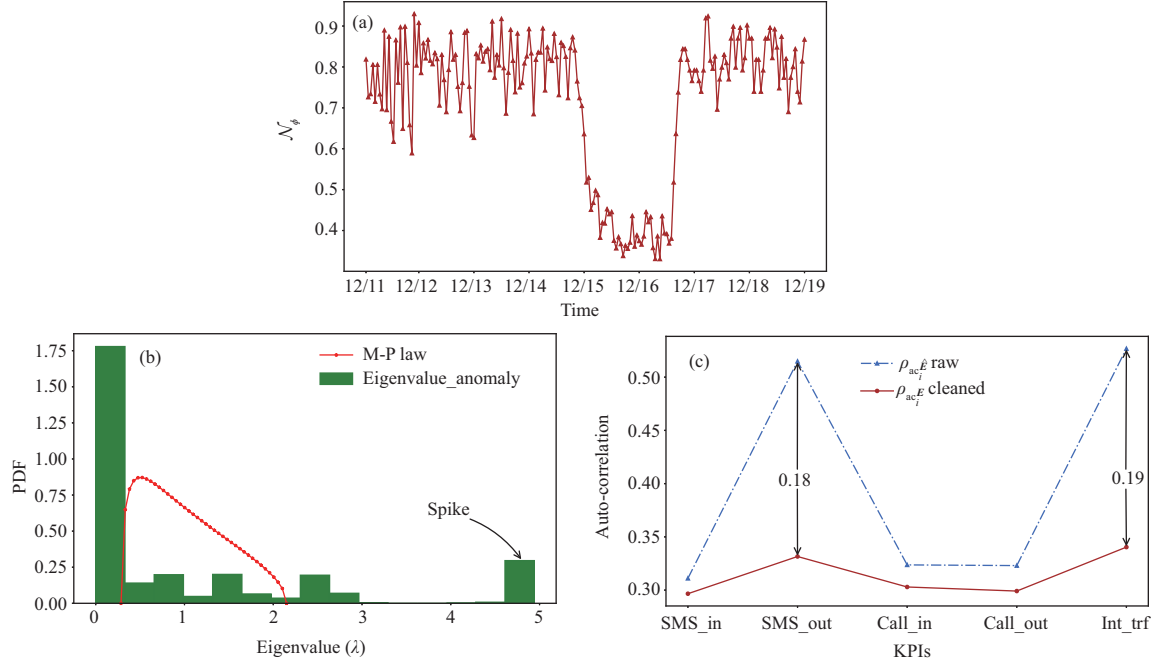 (a)
0.9
0.8
0.7
0.6
0.5
0.4
𝒩ϕ
12/11 12/12 12/13 12/14 12/15 12/16 12/17 12/18 12/19
Time
(b)
M-P law
Eigenvalue_anomaly
1.75
1.50
1.25
1.00
0.75
0.50
0.25
0.00
PDF
Spike
0 1 2 3 4 5
Eigenvalue (λ)
(c)
ρac_i Ê raw
ρac_i E cleaned
0.50
0.45
0.40
0.35
0.30
Auto-correlation
0.18
0.19
SMS_in SMS_out Call_in Call_out Int_trf
KPIs